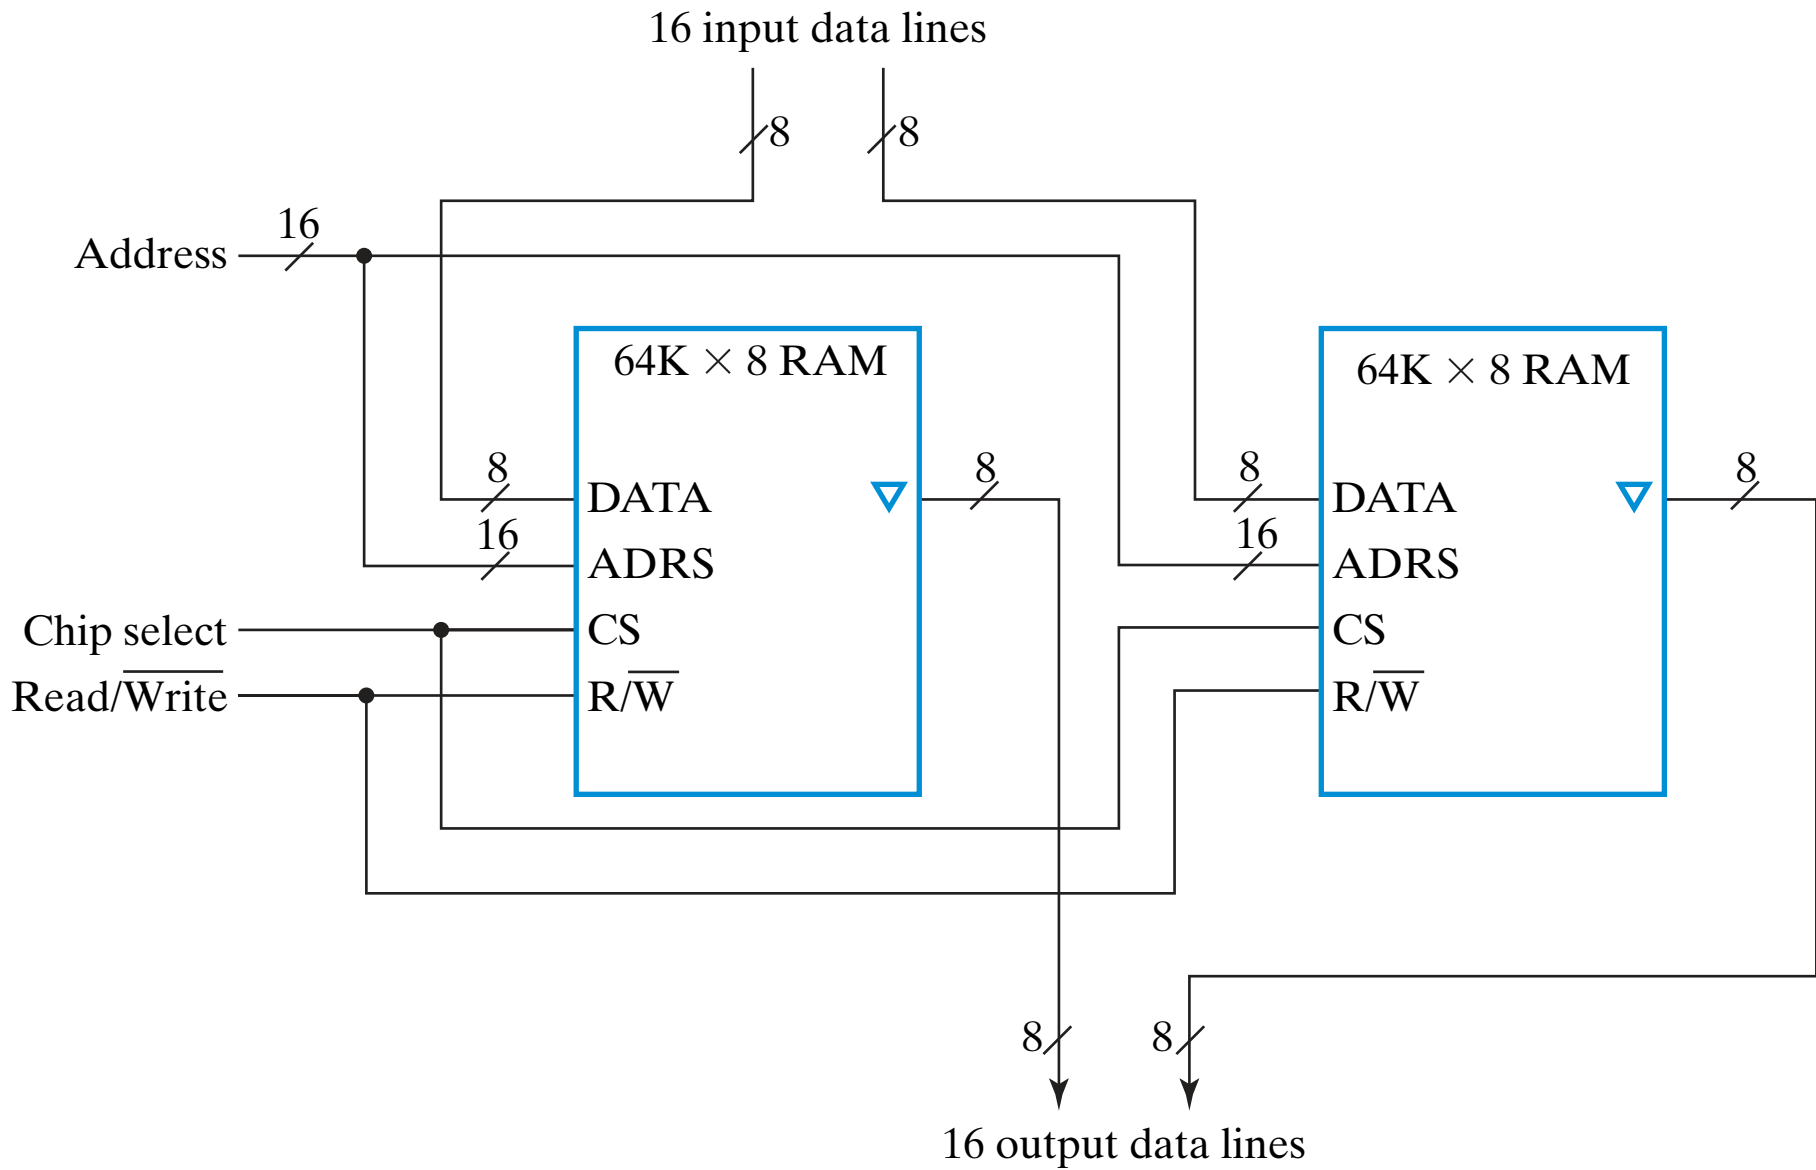 16 input data lines
8
8
16
Address
64K × 8 RAM
8
DATA
8
16
ADRS
CS
R/W̅
64K × 8 RAM
8
DATA
8
16
ADRS
CS
R/W̅
Chip select
Read/W̅r̅i̅t̅e̅
8
8
16 output data lines